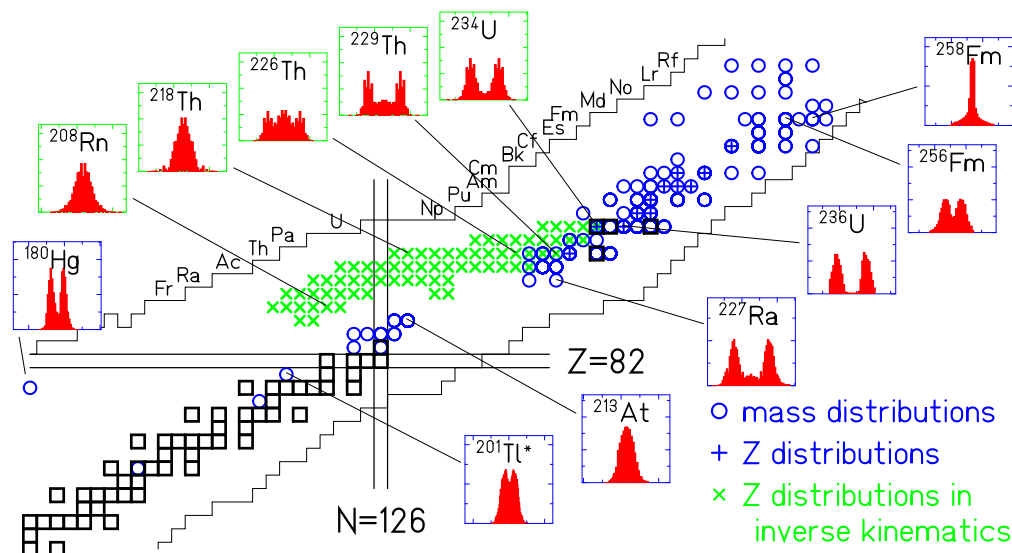 234U
229Th
226Th
218Th
208Rn
180Hg
258Fm
256Fm
236U
227Ra
213At
201Tl*
Rf
Lr
No
Md
Fm
Es
Cf
Bk
Cm
Am
Pu
Np
U
Pa
Th
Ac
Ra
Fr
Z=82
N=126
mass distributions
Z distributions
Z distributions in
inverse kinematics